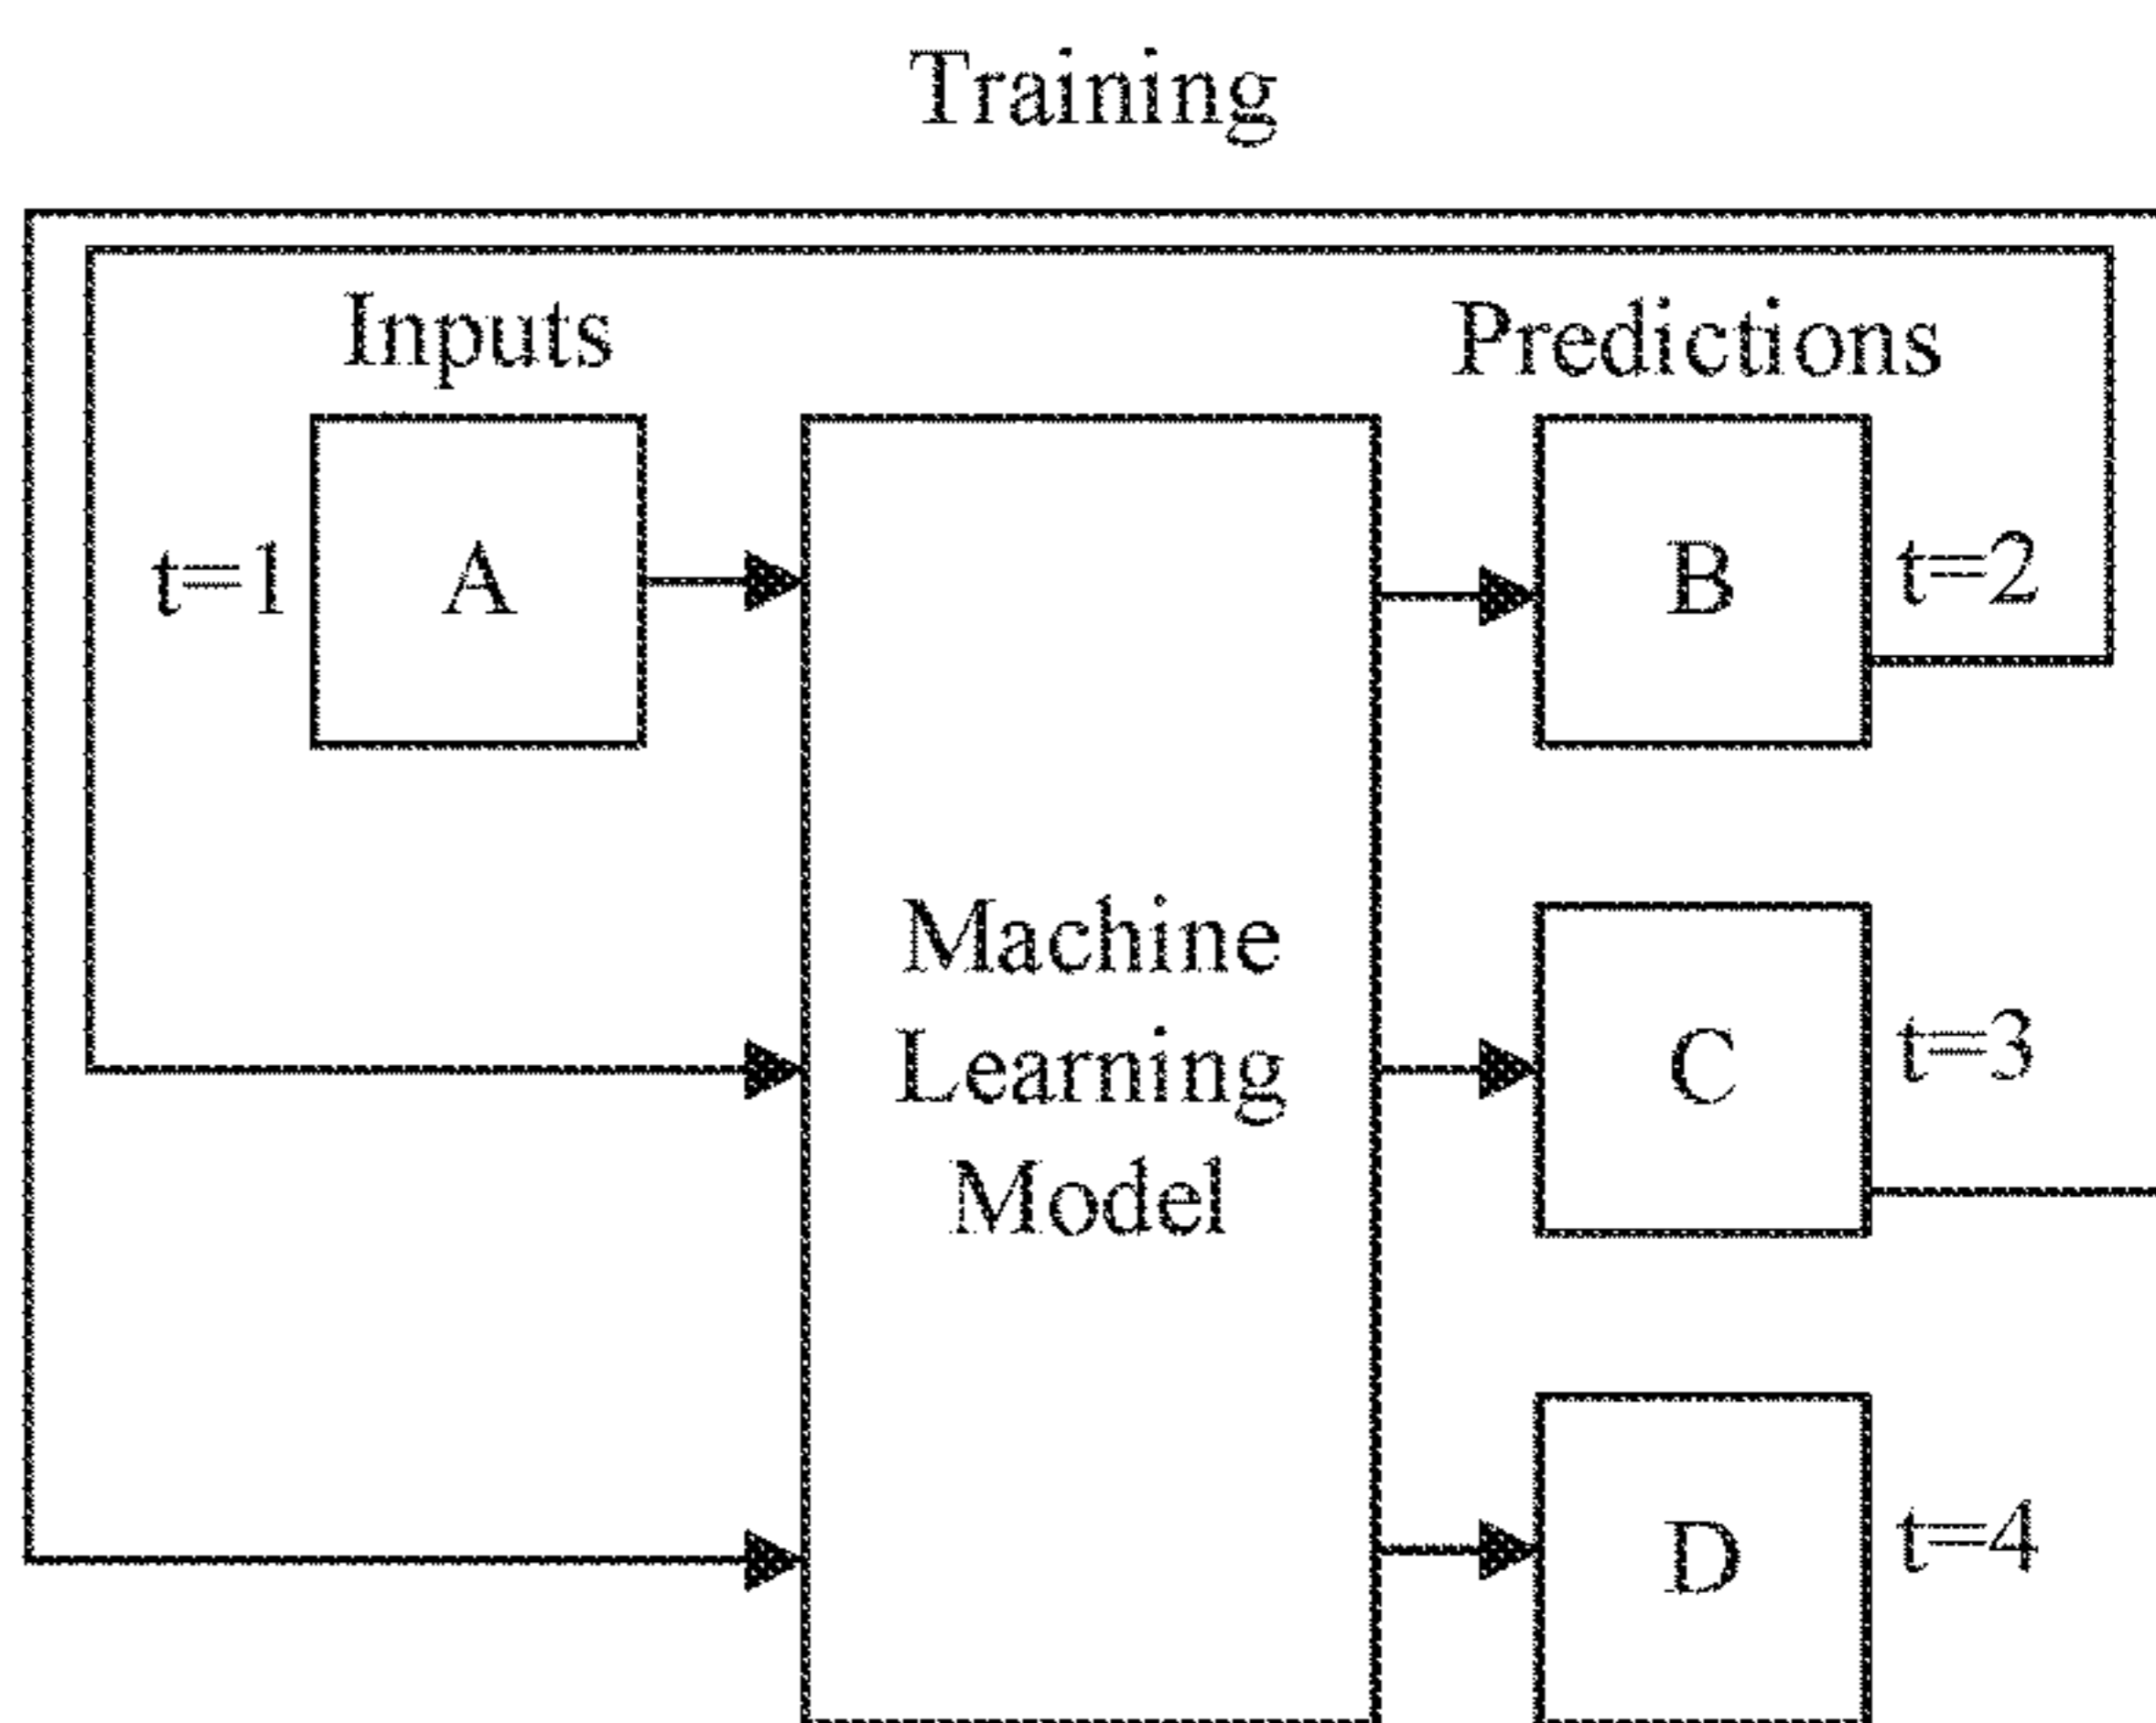 Training
Inputs
Predictions
t=1
A
B
t=2
Machine
Learning
Model
C
t=3
D
t=4